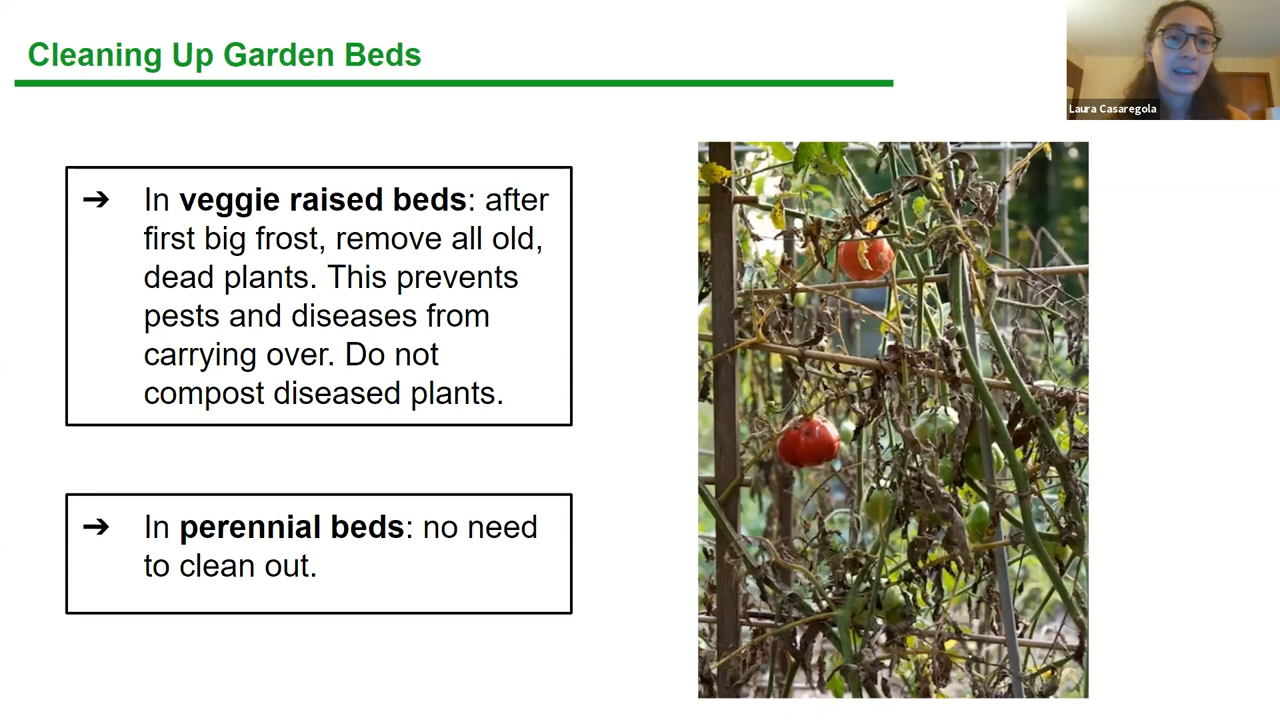 Cleaning Up Garden Beds
Laura Casaregola
➔ In veggie raised beds: after
first big frost, remove all old,
dead plants. This prevents
pests and diseases from
carrying over. Do not
compost diseased plants.
➔ In perennial beds: no need
to clean out.